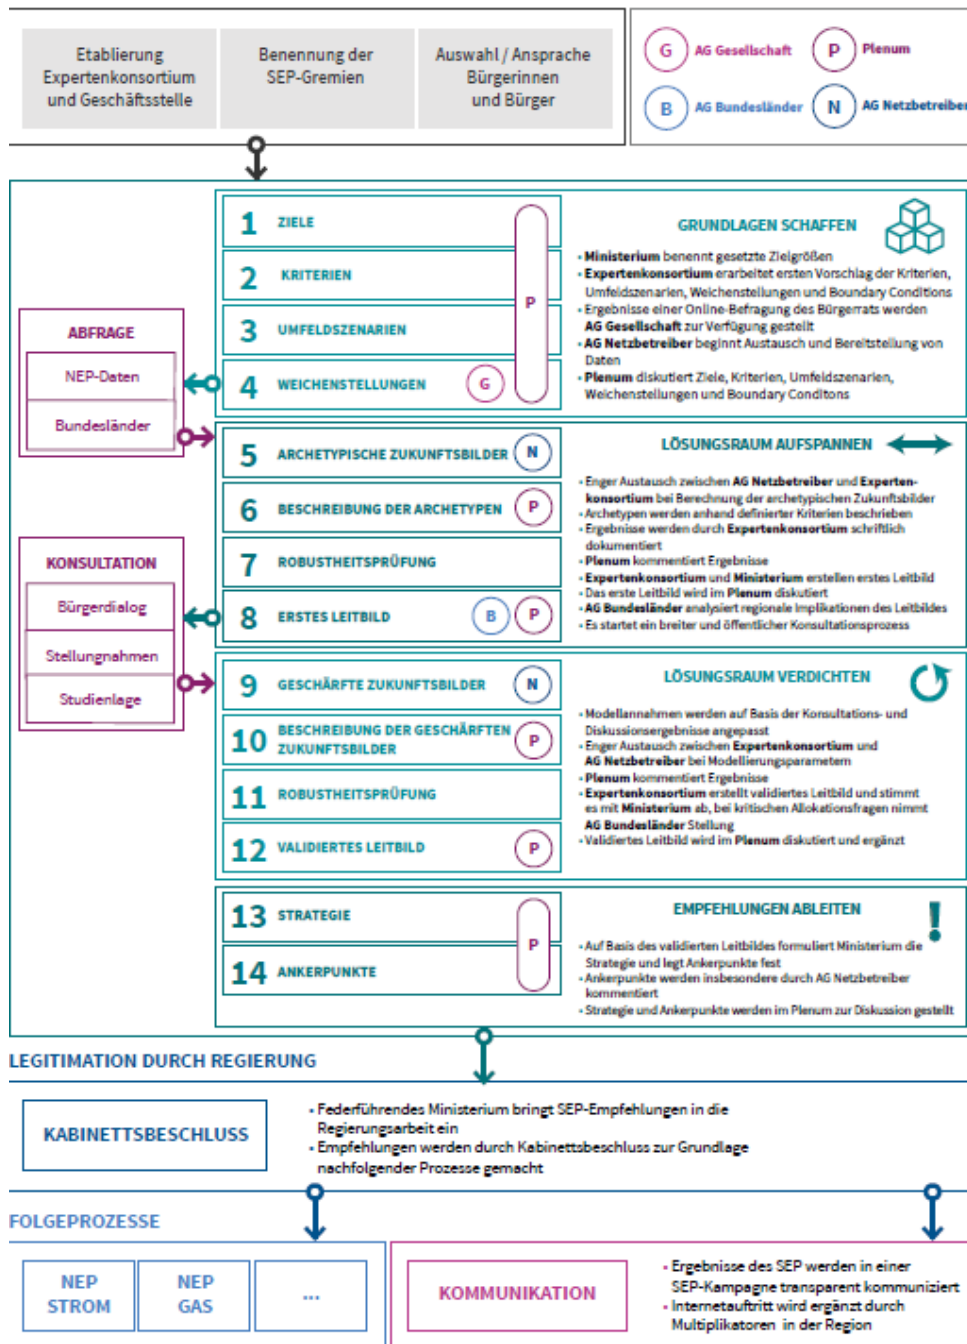 Etablierung
Expertenkonsortium
und Geschäftsstelle
Benennung der
SEP-Gremien
Auswahl / Ansprache
Bürgerinnen
und Bürger
G AG Gesellschaft
P Plenum
B AG Bundesländer
N AG Netzbetreiber
ABFRAGE
NEP-Daten
Bundesländer
KONSULTATION
Bürgerdialog
Stellungnahmen
Studienlage
1 ZIELE
2 KRITERIEN
3 UMFELDSZENARIEN
4 WEICHENSTELLUNGEN G
P
GRUNDLAGEN SCHAFFEN
• Ministerium benennt gesetzte Zielgrößen
• Expertenkonsortium erarbeitet ersten Vorschlag der Kriterien,
Umfeldszenarien, Weichenstellungen und Boundary Conditions
• Ergebnisse einer Online-Befragung des Bürgerrats werden
AG Gesellschaft zur Verfügung gestellt
• AG Netzbetreiber beginnt Austausch und Bereitstellung von
Daten
• Plenum diskutiert Ziele, Kriterien, Umfeldszenarien,
Weichenstellungen und Boundary Conditons
5 ARCHETYPISCHE ZUKUNFTSBILDER N
6 BESCHREIBUNG DER ARCHETYPEN P
7 ROBUSTHEITSPRÜFUNG
8 ERSTES LEITBILD B P
LÖSUNGSRAUM AUFSPANNEN
• Enger Austausch zwischen AG Netzbetreiber und Experten-
konsortium bei Berechnung der archetypischen Zukunftsbilder
• Archetypen werden anhand definierter Kriterien beschrieben
• Ergebnisse werden durch Expertenkonsortium schriftlich
dokumentiert
• Plenum kommentiert Ergebnisse
• Expertenkonsortium und Ministerium erstellen erstes Leitbild
• Das erste Leitbild wird im Plenum diskutiert
• AG Bundesländer analysiert regionale Implikationen des Leitbildes
• Es startet ein breiter und öffentlicher Konsultationsprozess
9 GESCHÄRFTE ZUKUNFTSBILDER N
10 BESCHREIBUNG DER GESCHÄRFTEN
ZUKUNFTSBILDER P
11 ROBUSTHEITSPRÜFUNG
12 VALIDIERTES LEITBILD P
LÖSUNGSRAUM VERDICHTEN
• Modellannahmen werden auf Basis der Konsultations- und
Diskussionsergebnisse angepasst
• Enger Austausch zwischen Expertenkonsortium und
AG Netzbetreiber bei Modellierungsparametern
• Plenum kommentiert Ergebnisse
• Expertenkonsortium erstellt validiertes Leitbild und stimmt
es mit Ministerium ab, bei kritischen Allokationsfragen nimmt
AG Bundesländer Stellung
• Validiertes Leitbild wird im Plenum diskutiert und ergänzt
13 STRATEGIE
14 ANKERPUNKTE
P
EMPFEHLUNGEN ABLEITEN
• Auf Basis des validierten Leitbildes formuliert Ministerium die
Strategie und legt Ankerpunkte fest
• Ankerpunkte werden insbesondere durch AG Netzbetreiber
kommentiert
• Strategie und Ankerpunkte werden im Plenum zur Diskussion gestellt
LEGITIMATION DURCH REGIERUNG
KABINETTSBESCHLUSS
• Federführendes Ministerium bringt SEP-Empfehlungen in die
Regierungsarbeit ein
• Empfehlungen werden durch Kabinettsbeschluss zur Grundlage
nachfolgender Prozesse gemacht
FOLGEPROZESSE
NEP
STROM
NEP
GAS
...
KOMMUNIKATION
• Ergebnisse des SEP werden in einer
SEP-Kampagne transparent kommuniziert
• Internetauftritt wird ergänzt durch
Multiplikatoren in der Region